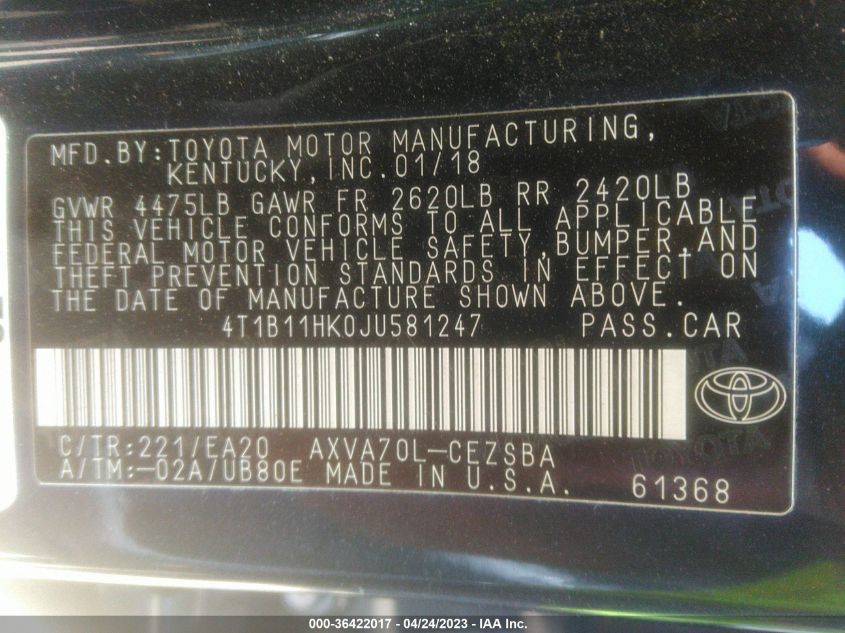 MFD.BY:TOYOTA MOTOR MANUFACTURING,
KENTUCKY,INC.01/18
GVWR 4475LB GAWR FR 2620LB RR 2420LB
THIS VEHICLE CONFORMS TO ALL APPLICABLE
FEDERAL MOTOR VEHICLE SAFETY,BUMPER,AND
THEFT PREVENTION STANDARDS IN EFFECT ON
THE DATE OF MANUFACTURE SHOWN ABOVE.
4T1B11HK0JU581247 PASS.CAR
C/TR:221/EA20 AXVA70L-CEZSBA
A/TM:-02A/UB80E MADE IN U.S.A. 61368
000-36422017 - 04/24/2023 - IAA Inc.